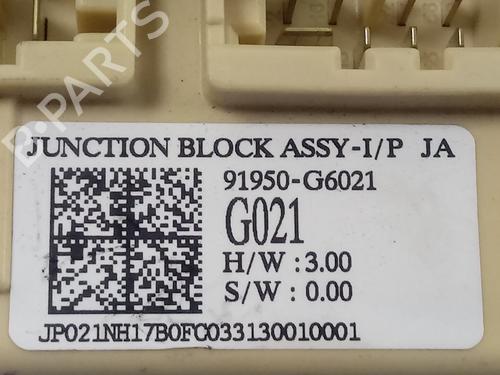 B-PARTS
JUNCTION BLOCK ASSY-I/P JA
91950-G6021
G021
H/W : 3.00
S/W : 0.00
JP021NH17B0FC033130010001